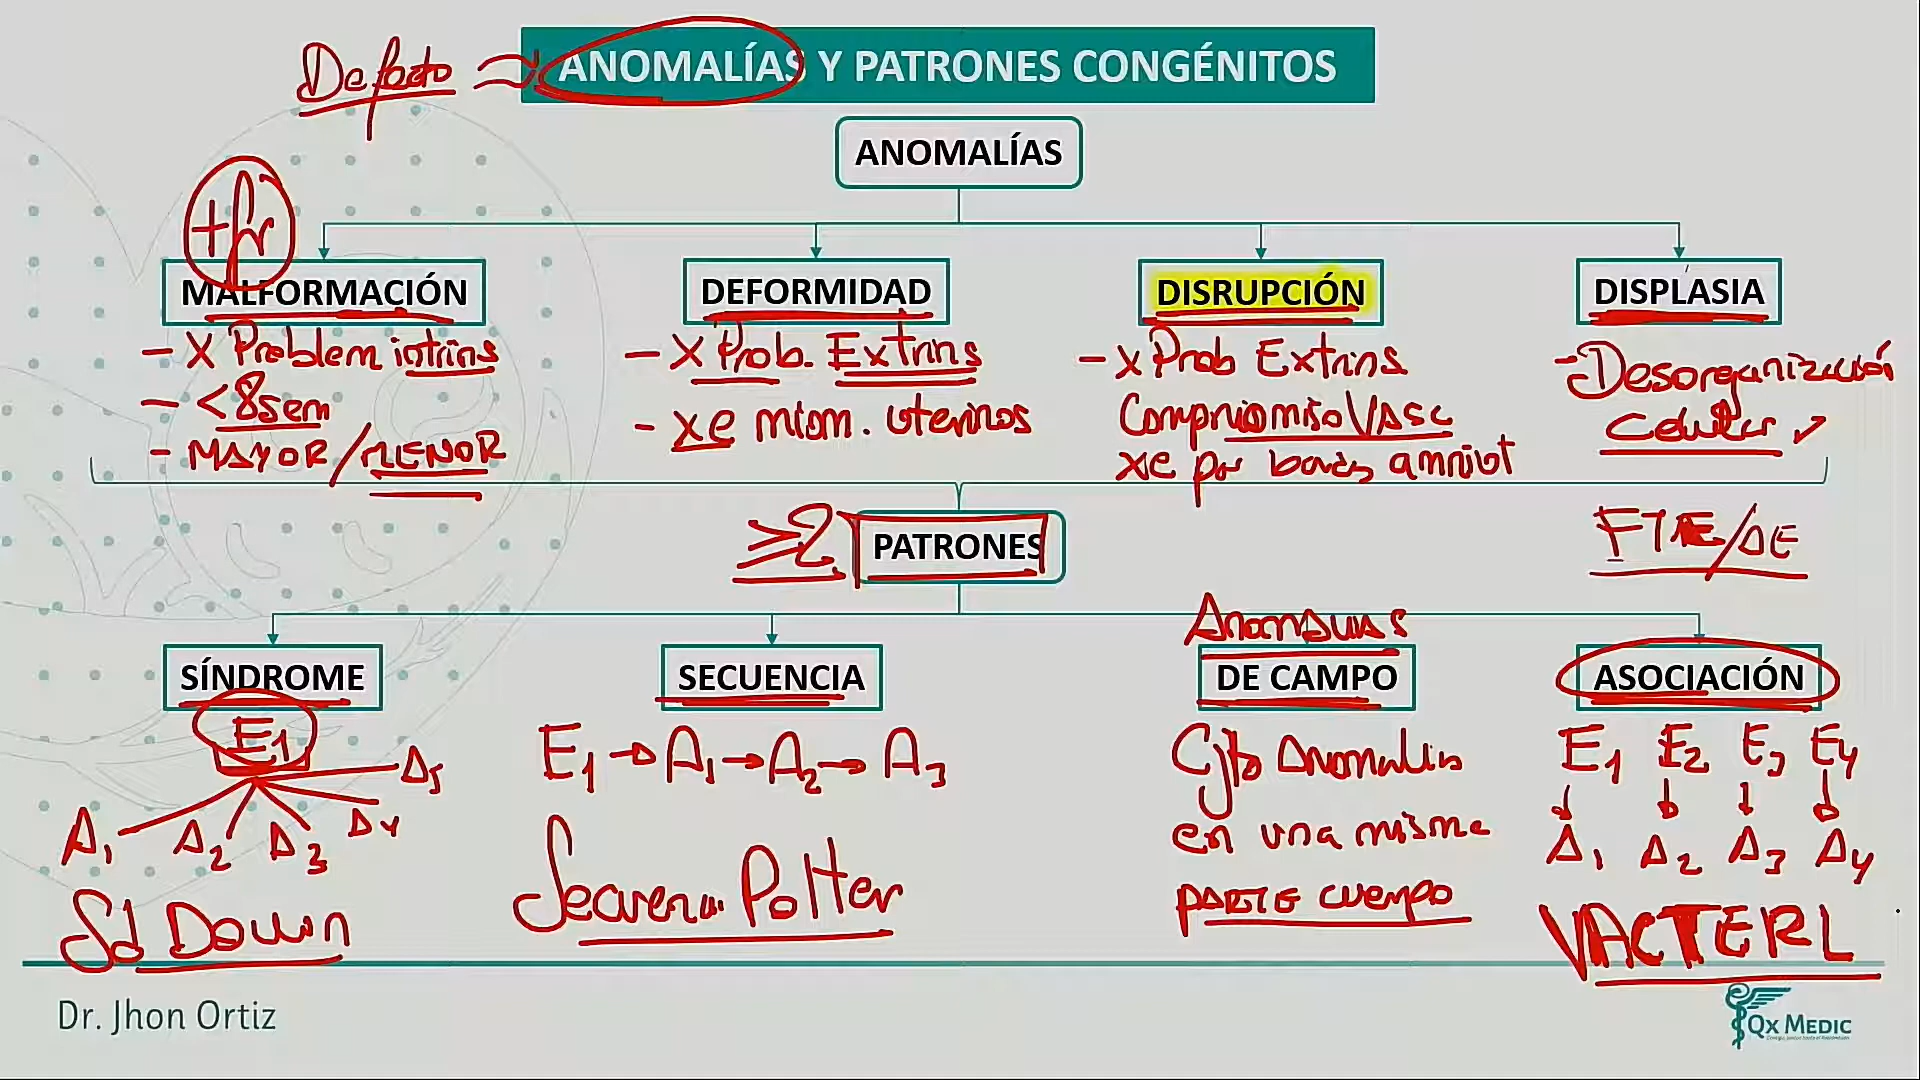 Defecto ≈ ANOMALÍAS Y PATRONES CONGÉNITOS
ANOMALÍAS
+fr
MALFORMACIÓN
DEFORMIDAD
DISRUPCIÓN
DISPLASIA
- X Problem intrins
- < 8 sem
- MAYOR / MENOR
- X Prob. Extrins
- xe miom. uterinos
- X Prob Extrins
Compromiso VASC
xe por bandas amniot
- Desorganización
Celular
≥2 PATRONES
SÍNDROME
SECUENCIA
Anomalías
DE CAMPO
ASOCIACIÓN
E1
A1 A2 A3 A4 A5
Sd Down
E1 → A1 → A2 → A3
Secuencia Potter
Cjto Anomalías
en una misma
PARTE cuerpo
E1 E2 E3 E4
↓ ↓ ↓ ↓
A1 A2 A3 A4
VACTERL
Dr. Jhon Ortiz
QX MEDIC